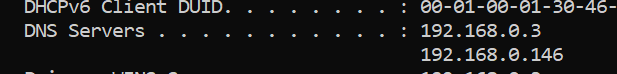 DHCPv6 Client DUID. . . . . . . . : 00-01-00-01-30-46-
DNS Servers . . . . . . . . . . . : 192.168.0.3
192.168.0.146